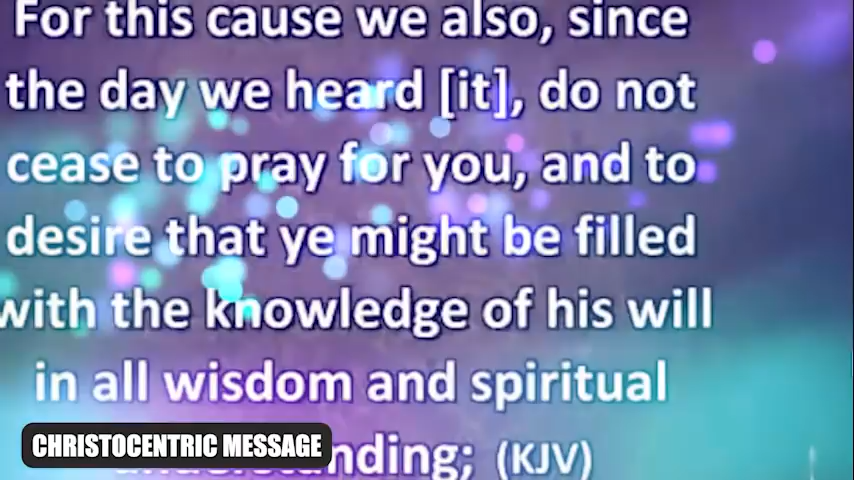 For this cause we also, since
the day we heard [it], do not
cease to pray for you, and to
desire that ye might be filled
with the knowledge of his will
in all wisdom and spiritual
understanding; (KJV)
CHRISTOCENTRIC MESSAGE